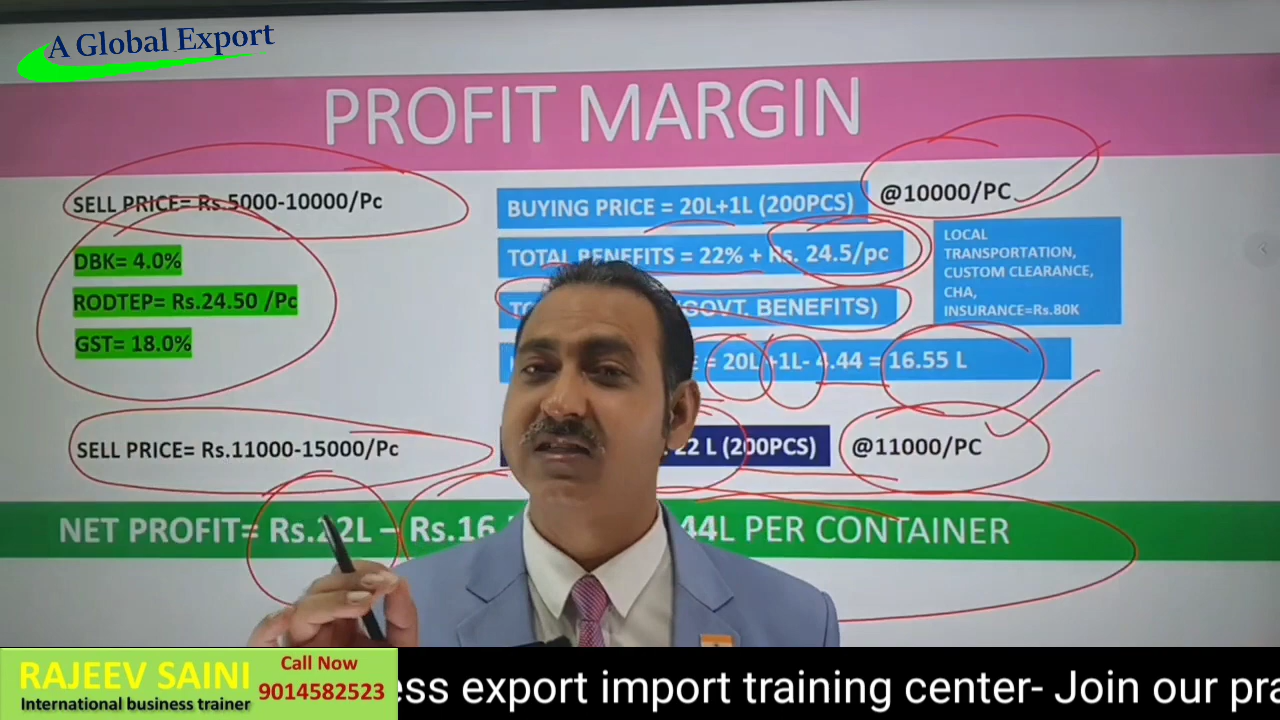 A Global Export
PROFIT MARGIN
SELL PRICE= Rs.5000-10000/Pc
DBK= 4.0%
RODTEP= Rs.24.50 /Pc
GST= 18.0%
SELL PRICE= Rs.11000-15000/Pc
BUYING PRICE = 20L+1L (200PCS)
@10000/PC
TOTAL BENEFITS = 22% + Rs. 24.5/pc
(GOVT. BENEFITS)
= 20L+1L- 4.44 = 16.55 L
LOCAL
TRANSPORTATION,
CUSTOM CLEARANCE,
CHA,
INSURANCE=Rs.80K
22 L (200PCS)
@11000/PC
NET PROFIT= Rs.22L – Rs.16 44L PER CONTAINER
RAJEEV SAINI
International business trainer
Call Now
9014582523
export import training center- Join our